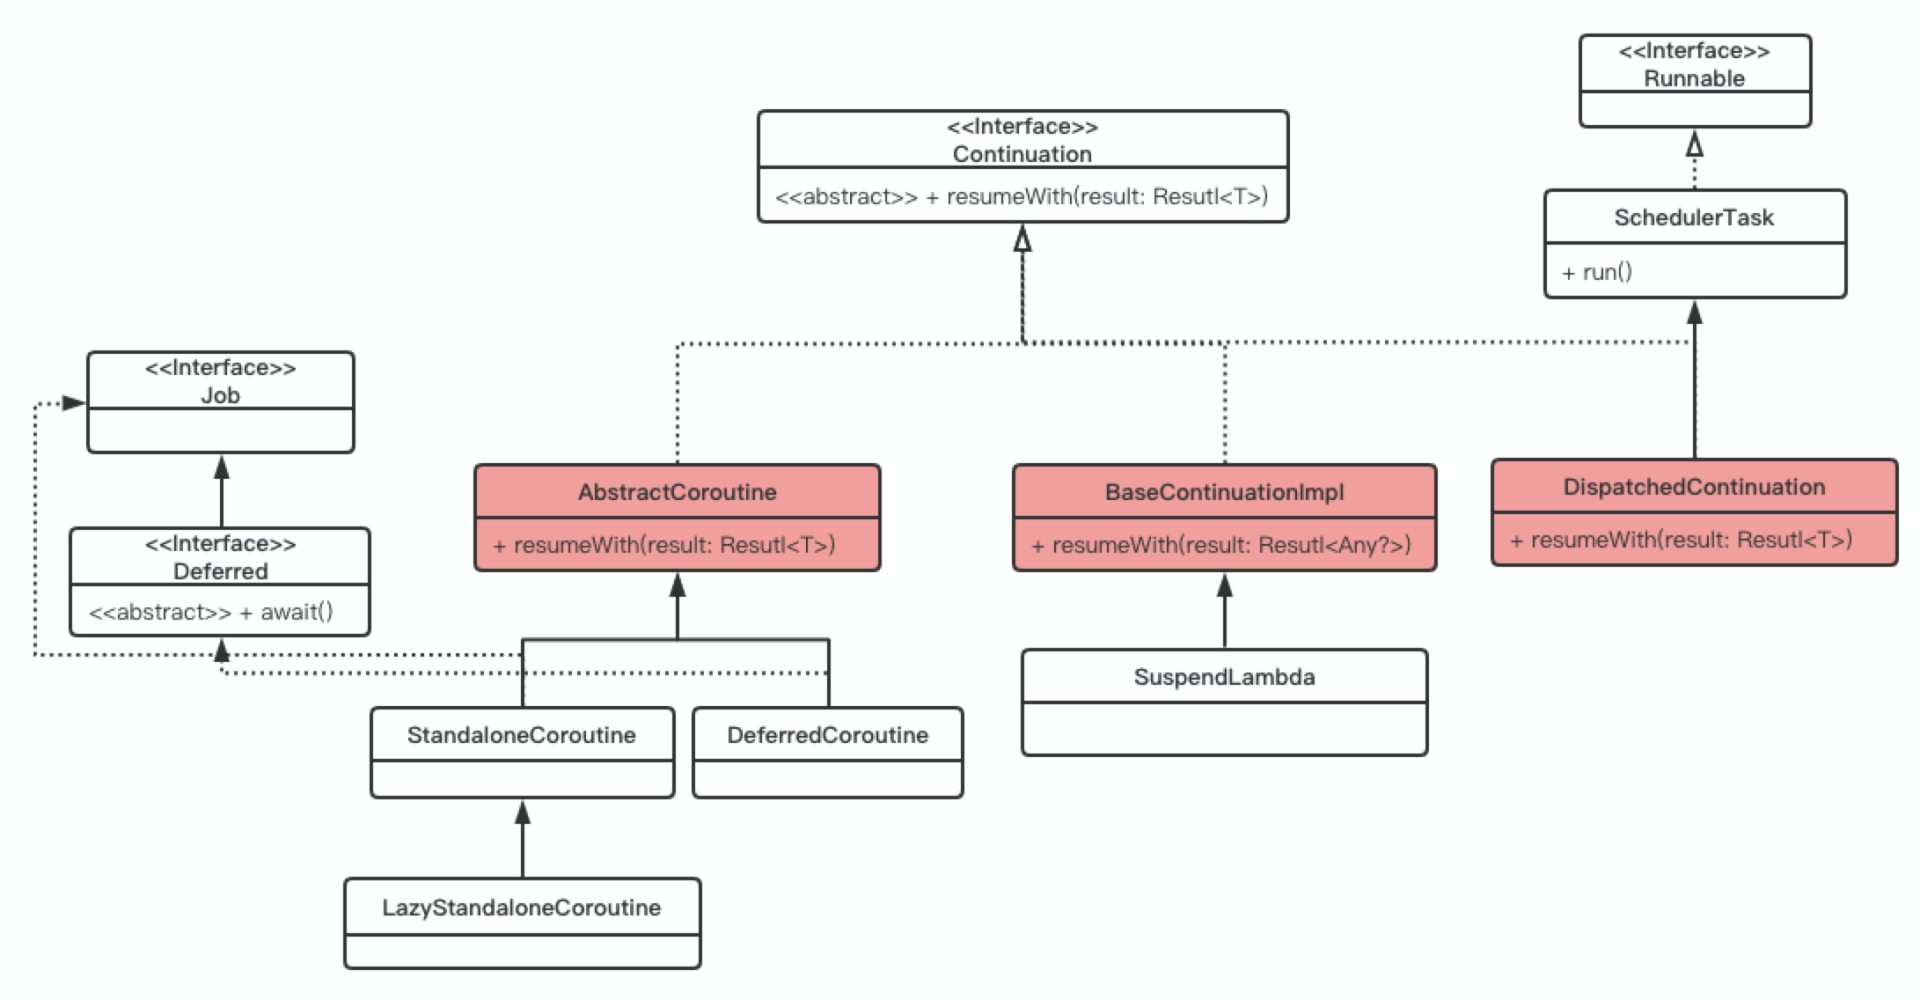 <<Interface>>
Runnable
<<Interface>>
Continuation
<<abstract>> + resumeWith(result: Resutl<T>)
SchedulerTask
+ run()
<<Interface>>
Job
<<Interface>>
Deferred
<<abstract>> + await()
AbstractCoroutine
+ resumeWith(result: Resutl<T>)
BaseContinuationImpl
+ resumeWith(result: Resutl<Any?>)
DispatchedContinuation
+ resumeWith(result: Resutl<T>)
StandaloneCoroutine
DeferredCoroutine
SuspendLambda
LazyStandaloneCoroutine